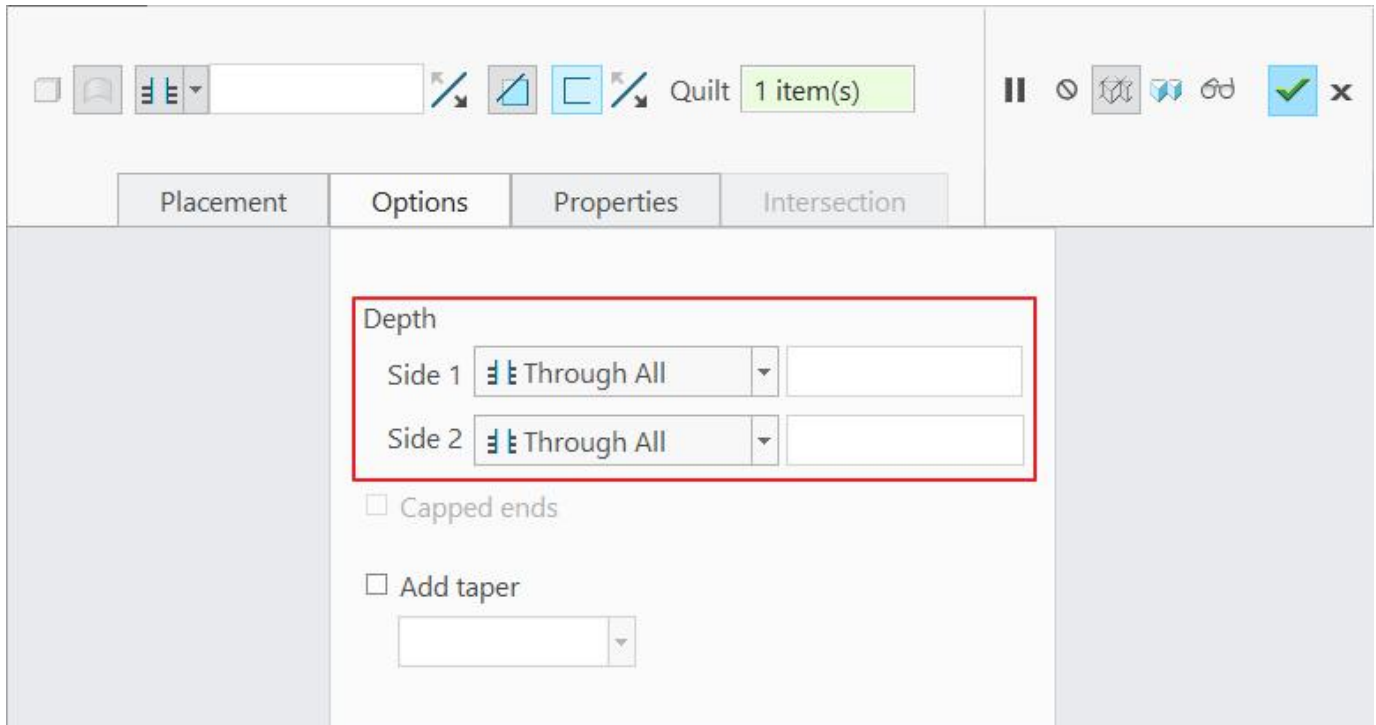 Quilt 1 item(s)
Placement Options Properties Intersection
Depth
Side 1 Through All
Side 2 Through All
Capped ends
Add taper